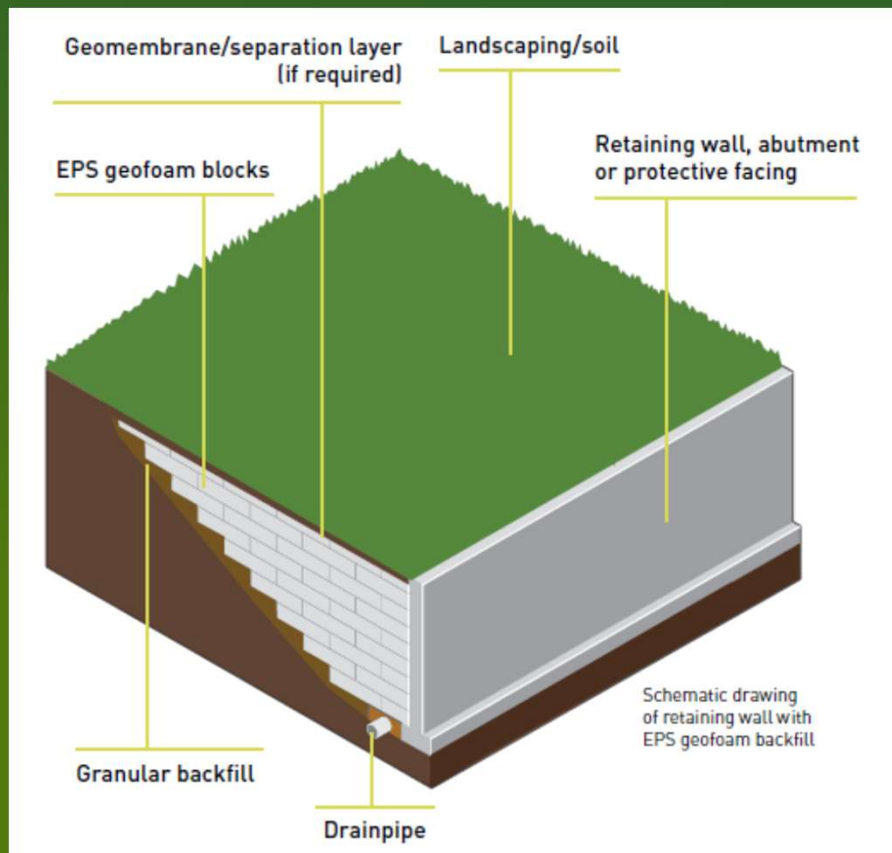 Geomembrane/separation layer
(if required)
Landscaping/soil
EPS geofoam blocks
Retaining wall, abutment
or protective facing
Granular backfill
Drainpipe
Schematic drawing
of retaining wall with
EPS geofoam backfill